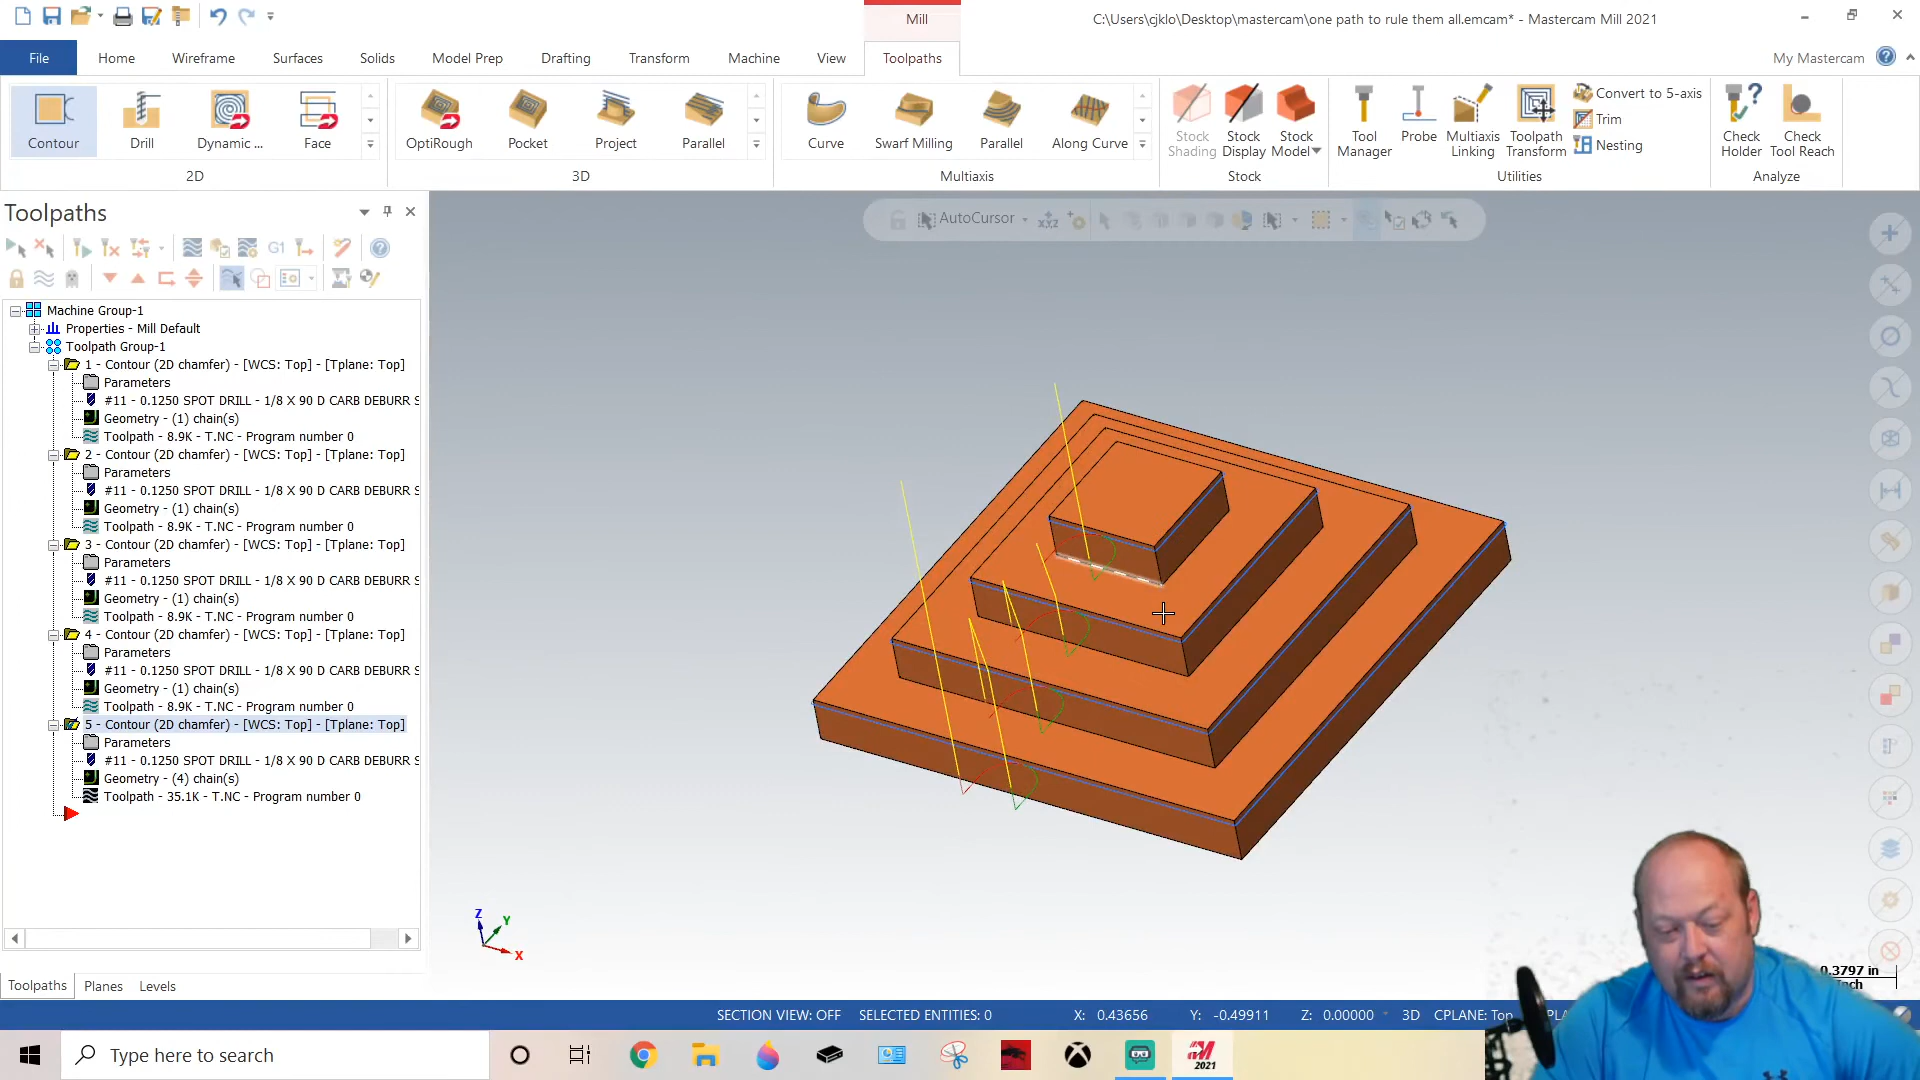 Mill
C:\Users\cjklo\Desktop\mastercam\one path to rule them all.emcam* - Mastercam Mill 2021
File
Home
Wireframe
Surfaces
Solids
Model Prep
Drafting
Transform
Machine
View
Toolpaths
My Mastercam
Contour
Drill
Dynamic ...
Face
2D
OptiRough
Pocket
Project
Parallel
3D
Curve
Swarf Milling
Parallel
Along Curve
Multiaxis
Stock Shading
Stock Display
Stock Model
Stock
Tool Manager
Probe
Multiaxis Linking
Toolpath Transform
Convert to 5-axis
Trim
Nesting
Utilities
Check Holder
Check Tool Reach
Analyze
Toolpaths
AutoCursor
G1
Machine Group-1
Properties - Mill Default
Toolpath Group-1
1 - Contour (2D chamfer) - [WCS: Top] - [Tplane: Top]
Parameters
#11 - 0.1250 SPOT DRILL - 1/8 X 90 D CARB DEBURR S
Geometry - (1) chain(s)
Toolpath - 8.9K - T.NC - Program number 0
2 - Contour (2D chamfer) - [WCS: Top] - [Tplane: Top]
Parameters
#11 - 0.1250 SPOT DRILL - 1/8 X 90 D CARB DEBURR S
Geometry - (1) chain(s)
Toolpath - 8.9K - T.NC - Program number 0
3 - Contour (2D chamfer) - [WCS: Top] - [Tplane: Top]
Parameters
#11 - 0.1250 SPOT DRILL - 1/8 X 90 D CARB DEBURR S
Geometry - (1) chain(s)
Toolpath - 8.9K - T.NC - Program number 0
4 - Contour (2D chamfer) - [WCS: Top] - [Tplane: Top]
Parameters
#11 - 0.1250 SPOT DRILL - 1/8 X 90 D CARB DEBURR S
Geometry - (1) chain(s)
Toolpath - 8.9K - T.NC - Program number 0
5 - Contour (2D chamfer) - [WCS: Top] - [Tplane: Top]
Parameters
#11 - 0.1250 SPOT DRILL - 1/8 X 90 D CARB DEBURR S
Geometry - (4) chain(s)
Toolpath - 35.1K - T.NC - Program number 0
Z
Y
X
0.3797 in
Toolpaths
Planes
Levels
SECTION VIEW: OFF
SELECTED ENTITIES: 0
X: 0.43656
Y: -0.49911
Z: 0.00000
3D
CPLANE: Top
Type here to search
2021